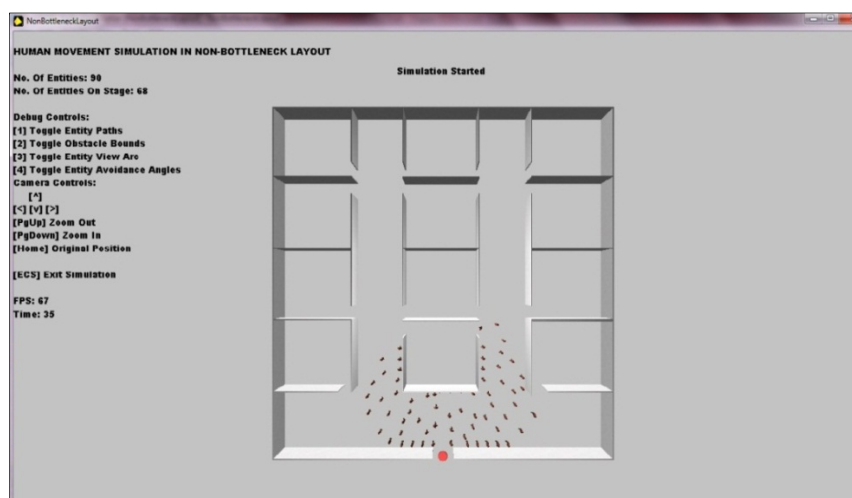 NonBottleneckLayout
HUMAN MOVEMENT SIMULATION IN NON-BOTTLENECK LAYOUT
Simulation Started
No. Of Entities: 90
No. Of Entities On Stage: 68
Debug Controls:
[1] Toggle Entity Paths
[2] Toggle Obstacle Bounds
[3] Toggle Entity View Arc
[4] Toggle Entity Avoidance Angles
Camera Controls:
[^]
[<] [v] [>]
[PgUp] Zoom Out
[PgDown] Zoom In
[Home] Original Position
[ECS] Exit Simulation
FPS: 67
Time: 35